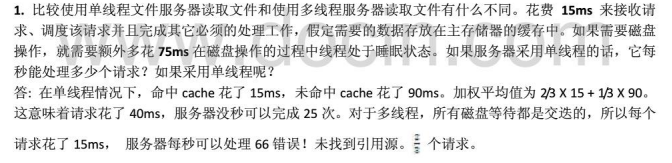 1. 比较使用单线程文件服务器读取文件和使用多线程服务器读取文件有什么不同。花费 15ms 来接收请
求、调度该请求并且完成其它必须的处理工作，假定需要的数据存放在主存储器的缓存中。如果需要磁盘
操作，就需要额外多花 75ms 在磁盘操作的过程中线程处于睡眠状态。如果服务器采用单线程的话，它每
秒能处理多少个请求？如果采用单线程呢？
答: 在单线程情况下，命中 cache 花了 15ms，未命中 cache 花了 90ms。加权平均值为 2/3 X 15 + 1/3 X 90。
这意味着请求花了 40ms，服务器没秒可以完成 25 次。对于多线程，所有磁盘等待都是交迭的，所以每个
请求花了 15ms， 服务器每秒可以处理 66 错误！未找到引用源。 个请求。